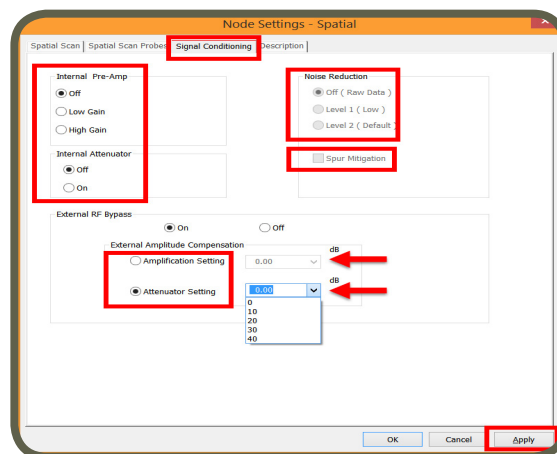 Node Settings - Spatial
Spatial Scan Spatial Scan Probes Signal Conditioning Description
Internal Pre-Amp
Off
Low Gain
High Gain
Internal Attenuator
Off
On
Noise Reduction
Off ( Raw Data )
Level 1 ( Low )
Level 2 ( Default )
Spur Mitigation
External RF Bypass
On Off
External Amplitude Compensation
dB
Amplification Setting 0.00
dB
Attenuator Setting 0.00
0
10
20
30
40
OK Cancel Apply